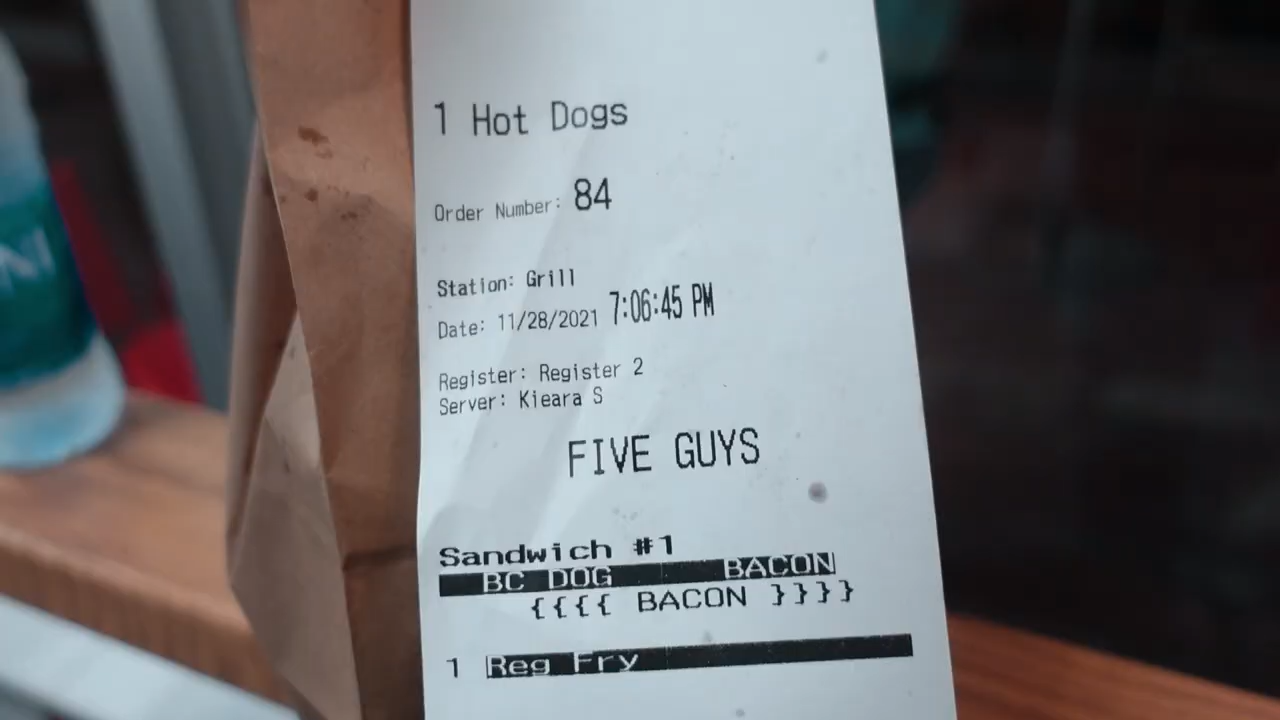 1 Hot Dogs
Order Number: 84
Station: Grill
Date: 11/28/2021 7:06:45 PM
Register: Register 2
Server: Kieara S
FIVE GUYS
Sandwich #1
BC DOG BACON
{{{{ BACON }}}}
1 Reg Fry
NI